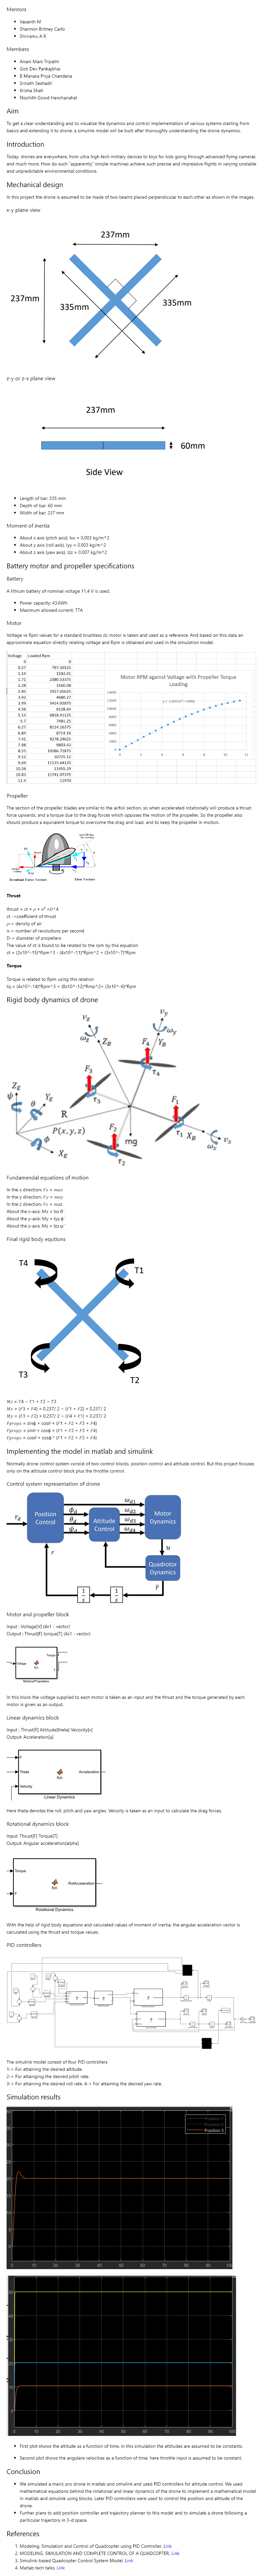 Mentors
Vasanth M
Shannon Britney Carlo
Shriramu A R
Members
Anani Mani Tripathi
Goti Dev Pankajbhai
B Manasa Priya Chandana
Srinath Seshadri
Krisha Shah
Nischith Gowd Hanchanahal
Aim
To get a clear understanding and to visualize the dynamics and control implementation of various systems starting from
basics and extending it to drone, a simulink model will be built after thoroughly understanding the drone dynamics.
Introduction
Today, drones are everywhere, from ultra high tech military devices to toys for kids going through advanced flying cameras
and much more. How do such "apparently" simple machines achieve such precise and impressive flights in varying unstable
and unpredictable environmental conditions.
Mechanical design
In this project the drone is assumed to be made of two beams placed perpendicular to each other as shown in the images.
x-y plane view
237mm
237mm
335mm
335mm
z-y or z-x plane view
237mm
60mm
Side View
Length of bar: 335 mm
Depth of bar: 60 mm
Width of bar: 237 mm
Moment of inertia
About x axis (pitch axis), Ixx = 0.003 kg/m^2
About y axis (roll axis), Iyy = 0.003 kg/m^2
About z axis (yaw axis), Izz = 0.007 kg/m^2
Battery motor and propeller specifications
Battery
A lithium battery of nominal voltage 11.4 V is used.
Power capacity: 43.6Wh
Maximum allowed current: 77A
Motor
Voltage vs Rpm values for a standard brushless dc motor is taken and used as a reference. And based on this data an
approximate equation directly relating voltage and Rpm is obtained and used in the simulation model.
Voltage Loaded Rpm
0 0
0.57 797.50125
1.14 1592.01
1.71 2380.53375
2.28 3160.08
2.85 3927.65625
3.42 4680.27
3.99 5414.92875
4.56 6128.64
5.13 6818.41125
5.7 7481.25
6.27 8114.16375
6.84 8714.16
7.41 9278.24625
7.98 9803.43
8.55 10286.71875
9.12 10725.12
9.69 11115.64125
10.26 11455.29
10.83 11741.07375
11.4 11970
Motor RPM against Voltage with Propeller Torque
Loading
Propeller
The section of the propeller blades are similar to the airfoil section, so when accelerated rotationally will produce a thrust
force upwards, and a torque due to the drag forces which opposes the motion of the propeller. So the propeller also
should produce a equivalent torque to overcome the drag and load, and to keep the propeller in motion.
Resultant Force Vectors
Flow Vectors
Thrust
thrust = ct × ρ × n² ×D^4
ct ->coefficient of thrust
ρ-> density of air
n-> number of revolutions per second
D-> diameter of propellers
The value of ct is found to be related to the rpm by this equation
ct = (2x10^-15)*Rpm^3 - (4x10^-11)*Rpm^2 + (3x10^-7)*Rpm
Torque
Torque is related to Rpm using this relation
tq = (4x10^-14)*Rpm^3 + (8x10^-12)*Rmp^2+ (3x10^-6)*Rpm
Rigid body dynamics of drone
Fundamendal equations of motion
In the x direction: Fx = max
In the y direction: Fy = may
In the z direction: Fz = maz
About the x-axis: Mx = Ixx θ¨
About the y-axis: My = Iyy ϕ¨
About the z-axis: Mz = Izz ψ¨
Final rigid body equtions
T4
T1
T3
T2
Mz = T4 − T1 + T2 − T3
Mx = (F3 + F4) × 0.237/ 2 − (F1 + F2) × 0.237/ 2
My = (F3 + F2) × 0.237/ 2 − (F4 + F1) × 0.237/ 2
Implementing the model in matlab and simulink
Normally drone control system consist of two control blocks, position control and attitude control. But this project focuses
only on the attitude control block plus the throttle control.
Control system representation of drone
Position
Control
Attitude
Control
Motor
Dynamics
Quadrotor
Dynamics
Motor and propeller block
Input : Voltage[V] (4x1 - vector)
Output : Thrust[F] torque[T] (4x1 - vector)
Voltage
fcn
Torque
F
Motors/Propellers
In this block the voltage supplied to each motor is taken as an input and the thrust and the torque generated by each
motor is given as an output.
Linear dynamics block
Input : Thrust[F] Attitude[theta] Vecocity[v]
Output: Acceleration[a]
F
Theta
Velocity
fcn
Acceleration
Linear Dynamics
Here theta denotes the roll, pitch and yaw angles. Velocity is taken as an input to calculate the drag forces.
Rotational dynamics block
Input: Thrust[F] Torque[T]
Output: Angular acceleration[alpha]
Torque
F
fcn
RotAcceleration
Rotational Dynamics
With the help of rigid body equations and calculated values of moment of inertia, the angular acceleration vector is
calculated using the thrust and torque values.
PID controllers
The simulink model consist of four PID controllers
1-> For attaining the desired altitude.
2-> For attainging the desired pitch rate.
3-> For attaining the desired roll rate. 4-> For attaining the desired yaw rate.
Simulation results
First plot shows the altitude as a function of time. In this simulation the attitudes are assumed to be constants.
Second plot shows the angulare velocities as a function of time, here throttle input is assumed to be constant.
Conclusion
We simulated a mavic pro drone in matlab and simulink and used PID controllers for attitude control. We used
mathematical equations behind the rotational and linear dynamics of the drone to implement a mathematical model
in matlab and simulink using blocks. Later PID controllers were used to control the position and altitude of the
drone.
Further plans to add position controller and trajectory planner to this model and to simulate a drone following a
particular trajectory in 3-d space.
References
1. Modeling, Simulation and Control of Quadcopter using PID Controller. Link
2. MODELING, SIMULATION AND COMPLETE CONTROL OF A QUADCOPTER. Link
3. Simulink-based Quadcopter Control System Model. Link
4. Matlab tech talks. Link